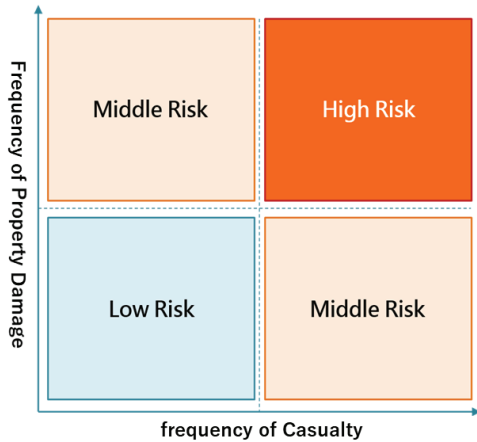 Frequency of Property Damage
Middle Risk
High Risk
Low Risk
Middle Risk
frequency of Casualty